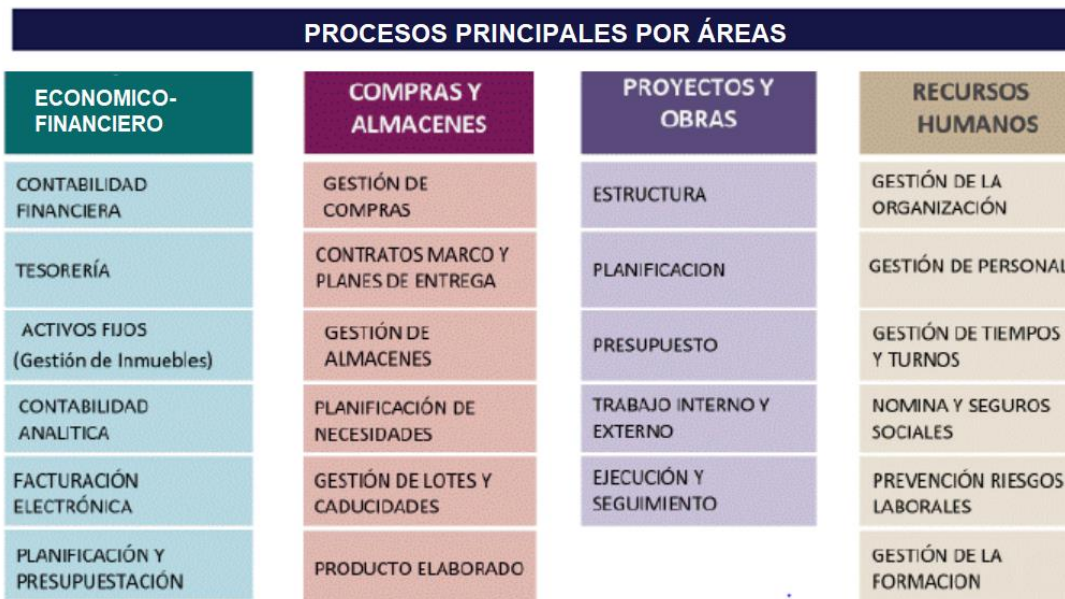 PROCESOS PRINCIPALES POR ÁREAS
ECONOMICO-
FINANCIERO
CONTABILIDAD
FINANCIERA
TESORERÍA
ACTIVOS FIJOS
(Gestión de Inmuebles)
CONTABILIDAD
ANALITICA
FACTURACIÓN
ELECTRÓNICA
PLANIFICACIÓN Y
PRESUPUESTACIÓN
COMPRAS Y
ALMACENES
GESTIÓN DE
COMPRAS
CONTRATOS MARCO Y
PLANES DE ENTREGA
GESTIÓN DE
ALMACENES
PLANIFICACIÓN DE
NECESIDADES
GESTIÓN DE LOTES Y
CADUCIDADES
PRODUCTO ELABORADO
PROYECTOS Y
OBRAS
ESTRUCTURA
PLANIFICACION
PRESUPUESTO
TRABAJO INTERNO Y
EXTERNO
EJECUCIÓN Y
SEGUIMIENTO
RECURSOS
HUMANOS
GESTIÓN DE LA
ORGANIZACIÓN
GESTIÓN DE PERSONAL
GESTIÓN DE TIEMPOS
Y TURNOS
NOMINA Y SEGUROS
SOCIALES
PREVENCIÓN RIESGOS
LABORALES
GESTIÓN DE LA
FORMACION